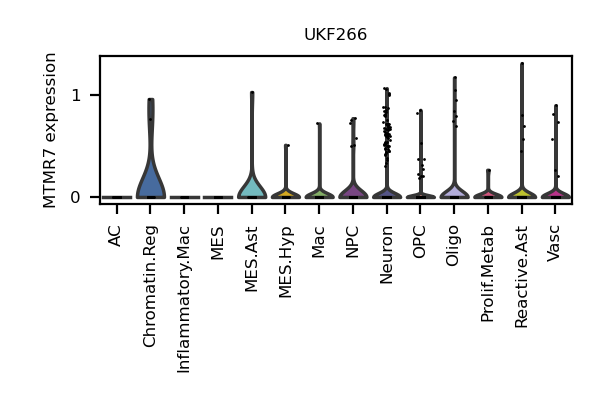 UKF266
MTMR7 expression
1
0
AC
Chromatin.Reg
Inflammatory.Mac
MES
MES.Ast
MES.Hyp
Mac
NPC
Neuron
OPC
Oligo
Prolif.Metab
Reactive.Ast
Vasc